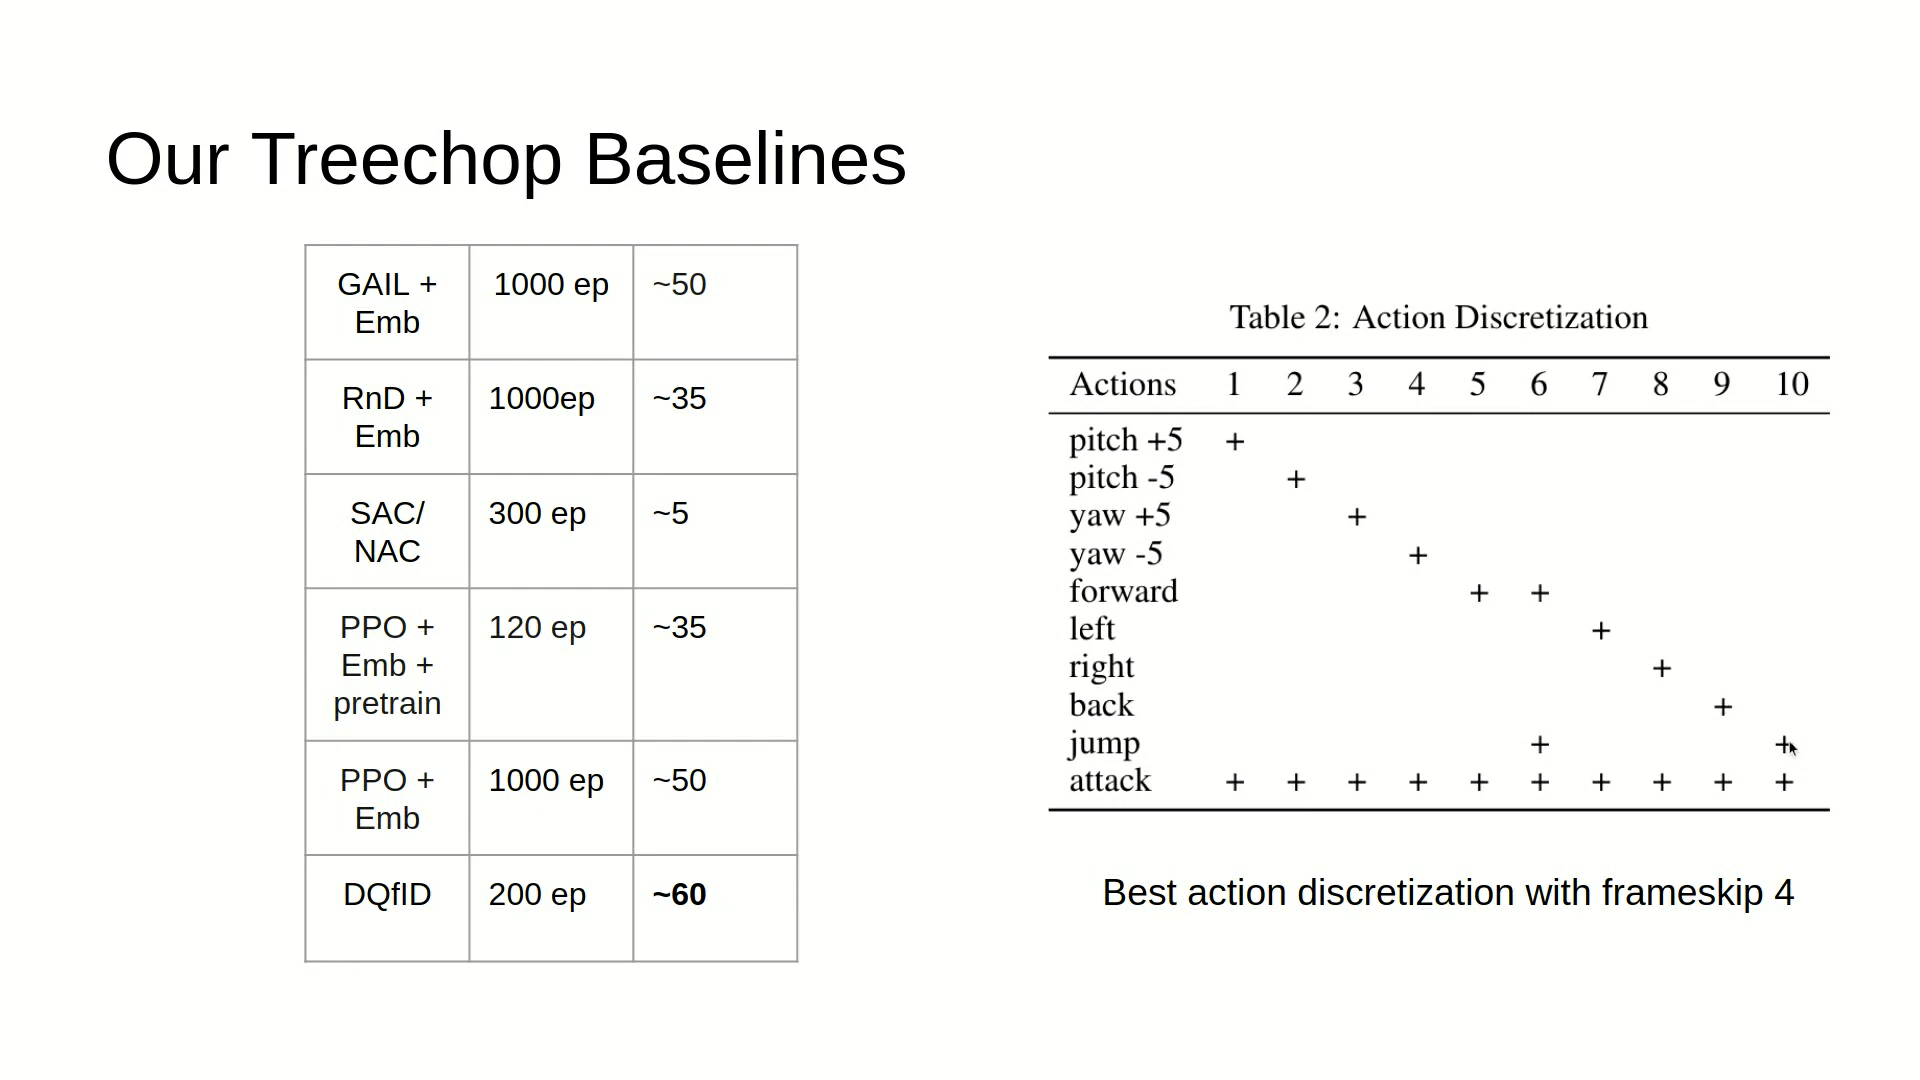 Our Treechop Baselines
GAIL +
Emb
1000 ep
~50
RnD +
Emb
1000ep
~35
SAC/
NAC
300 ep
~5
PPO +
Emb +
pretrain
120 ep
~35
PPO +
Emb
1000 ep
~50
DQfID
200 ep
~60
Table 2: Action Discretization
Actions 1 2 3 4 5 6 7 8 9 10
pitch +5 +
pitch -5 +
yaw +5 +
yaw -5 +
forward + +
left +
right +
back +
jump + +
attack + + + + + + + + + +
Best action discretization with frameskip 4